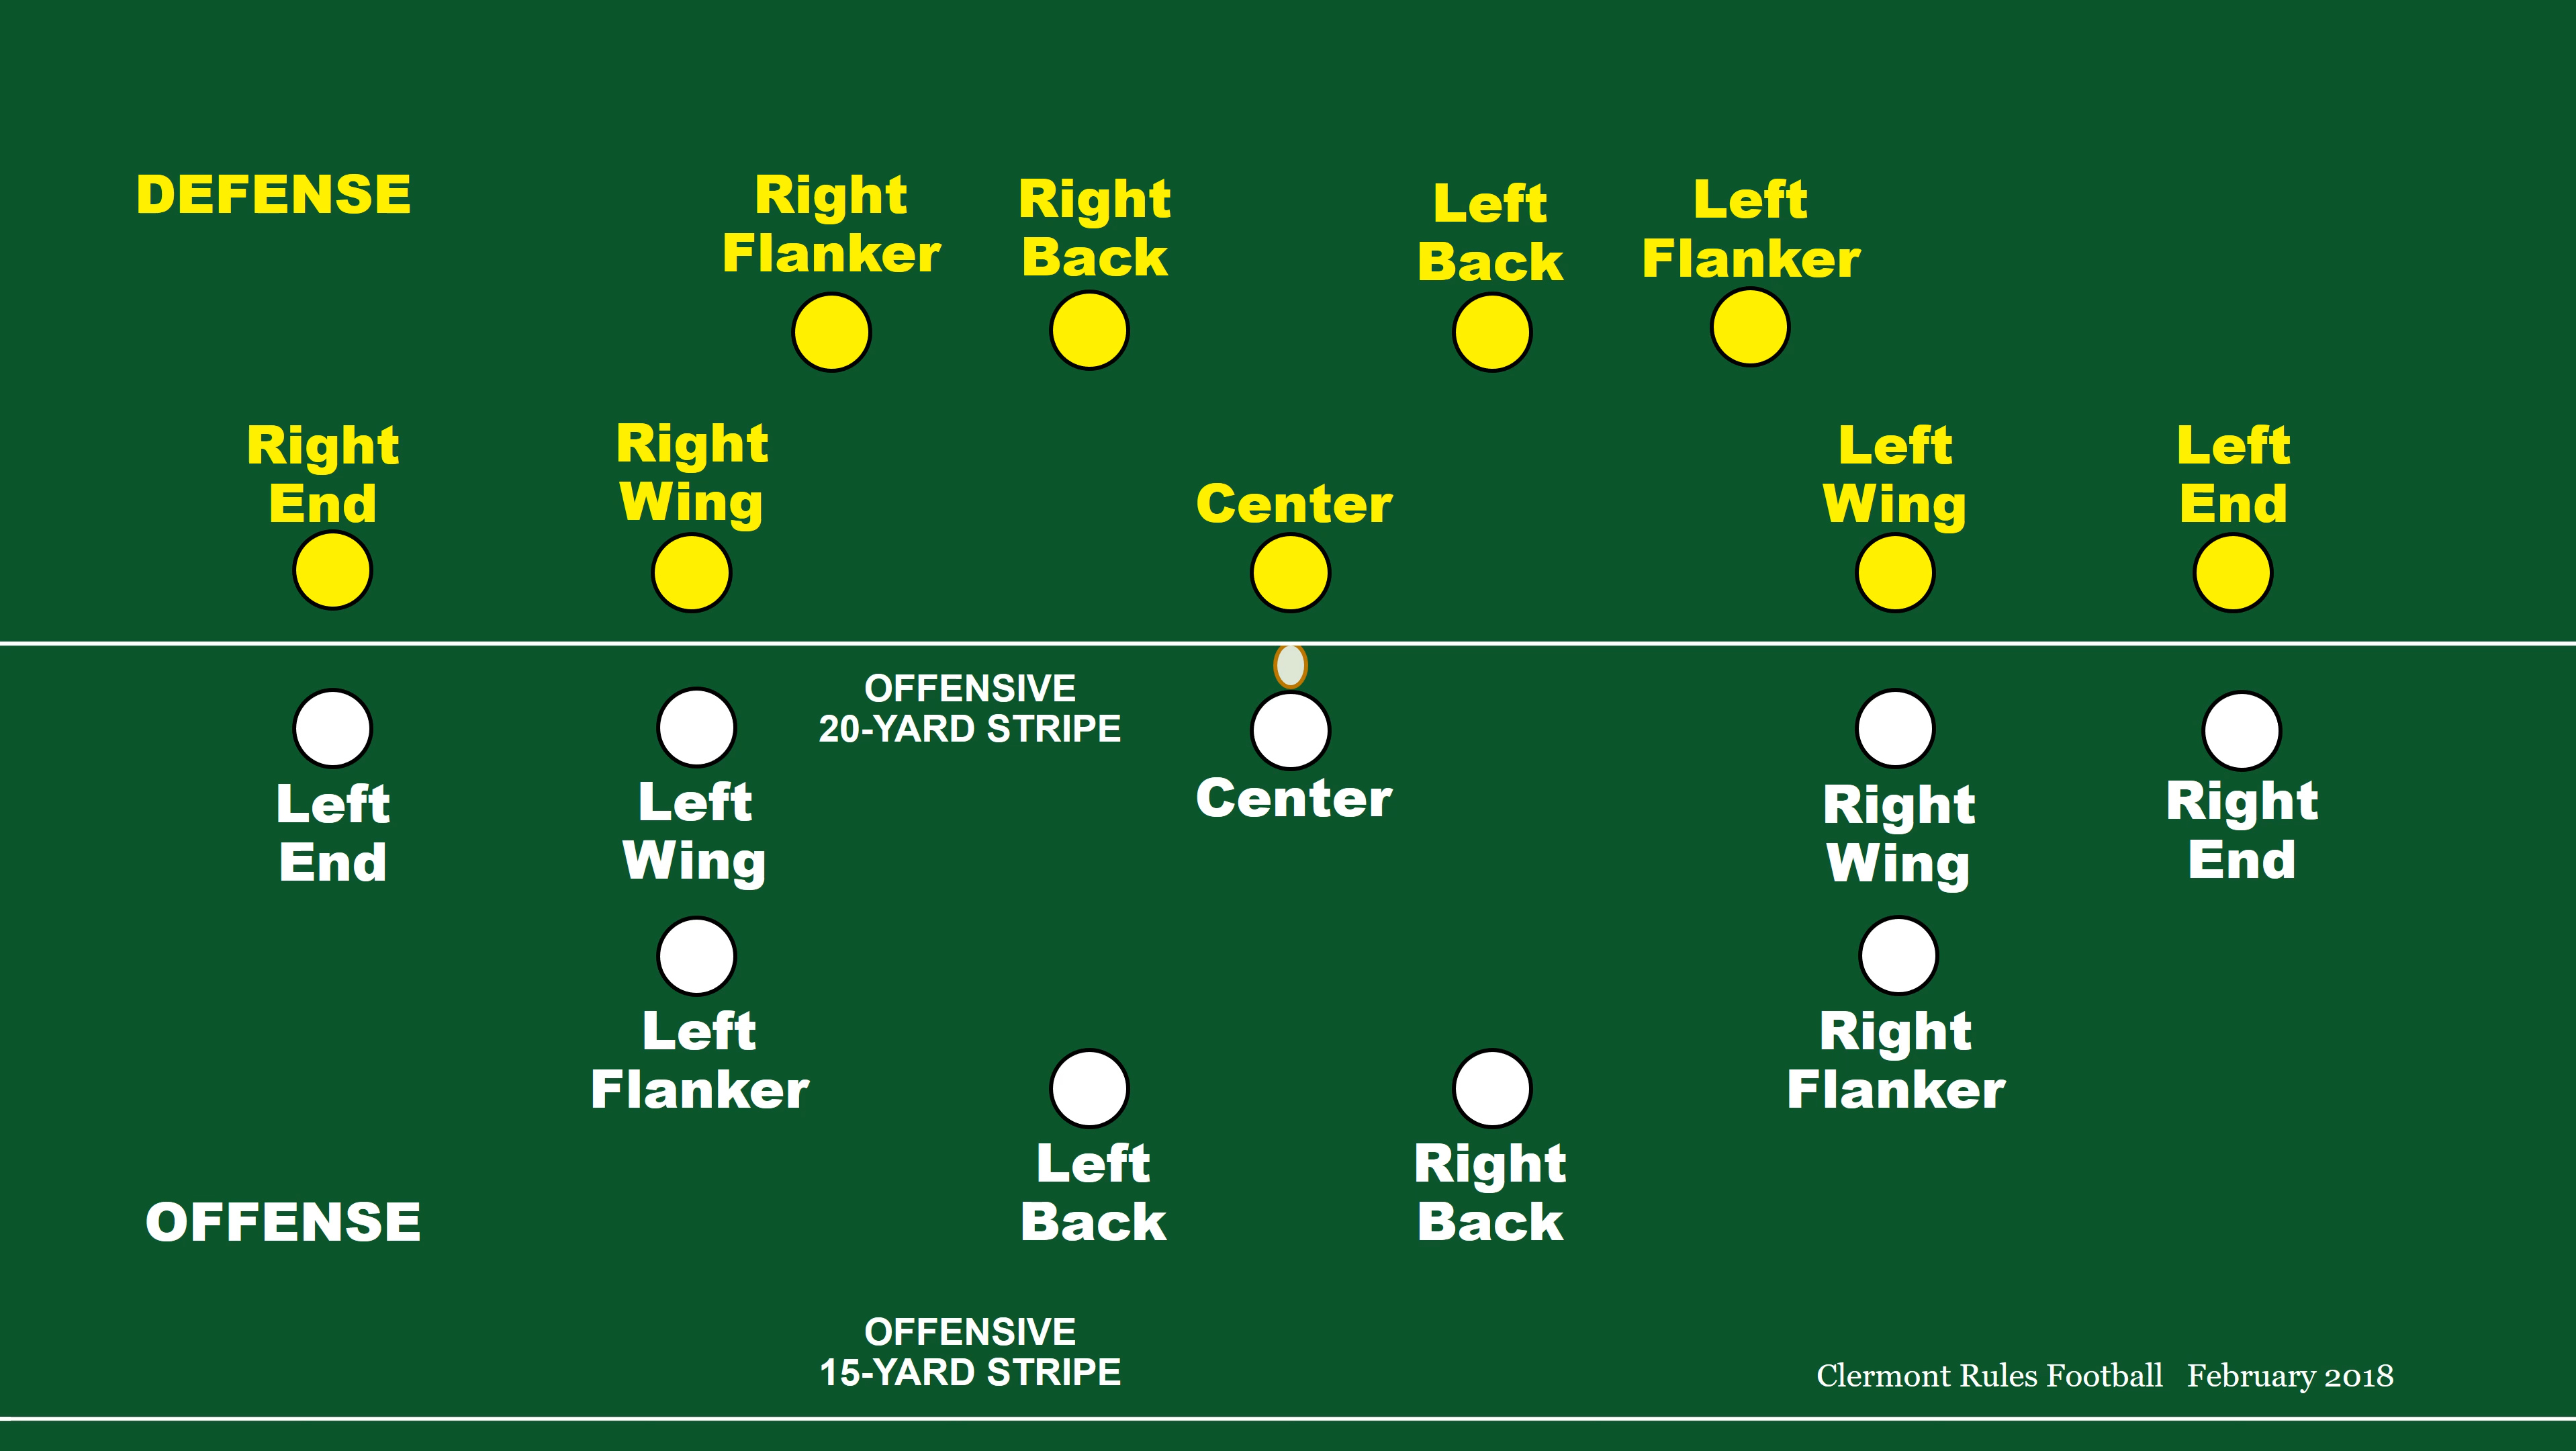 DEFENSE
Right
Flanker
Right
Back
Left
Back
Left
Flanker
Right
End
Right
Wing
Center
Left
Wing
Left
End
OFFENSIVE
20-YARD STRIPE
Left
End
Left
Wing
Center
Right
Wing
Right
End
Left
Flanker
Right
Flanker
Left
Back
Right
Back
OFFENSE
OFFENSIVE
15-YARD STRIPE
Clermont Rules Football February 2018